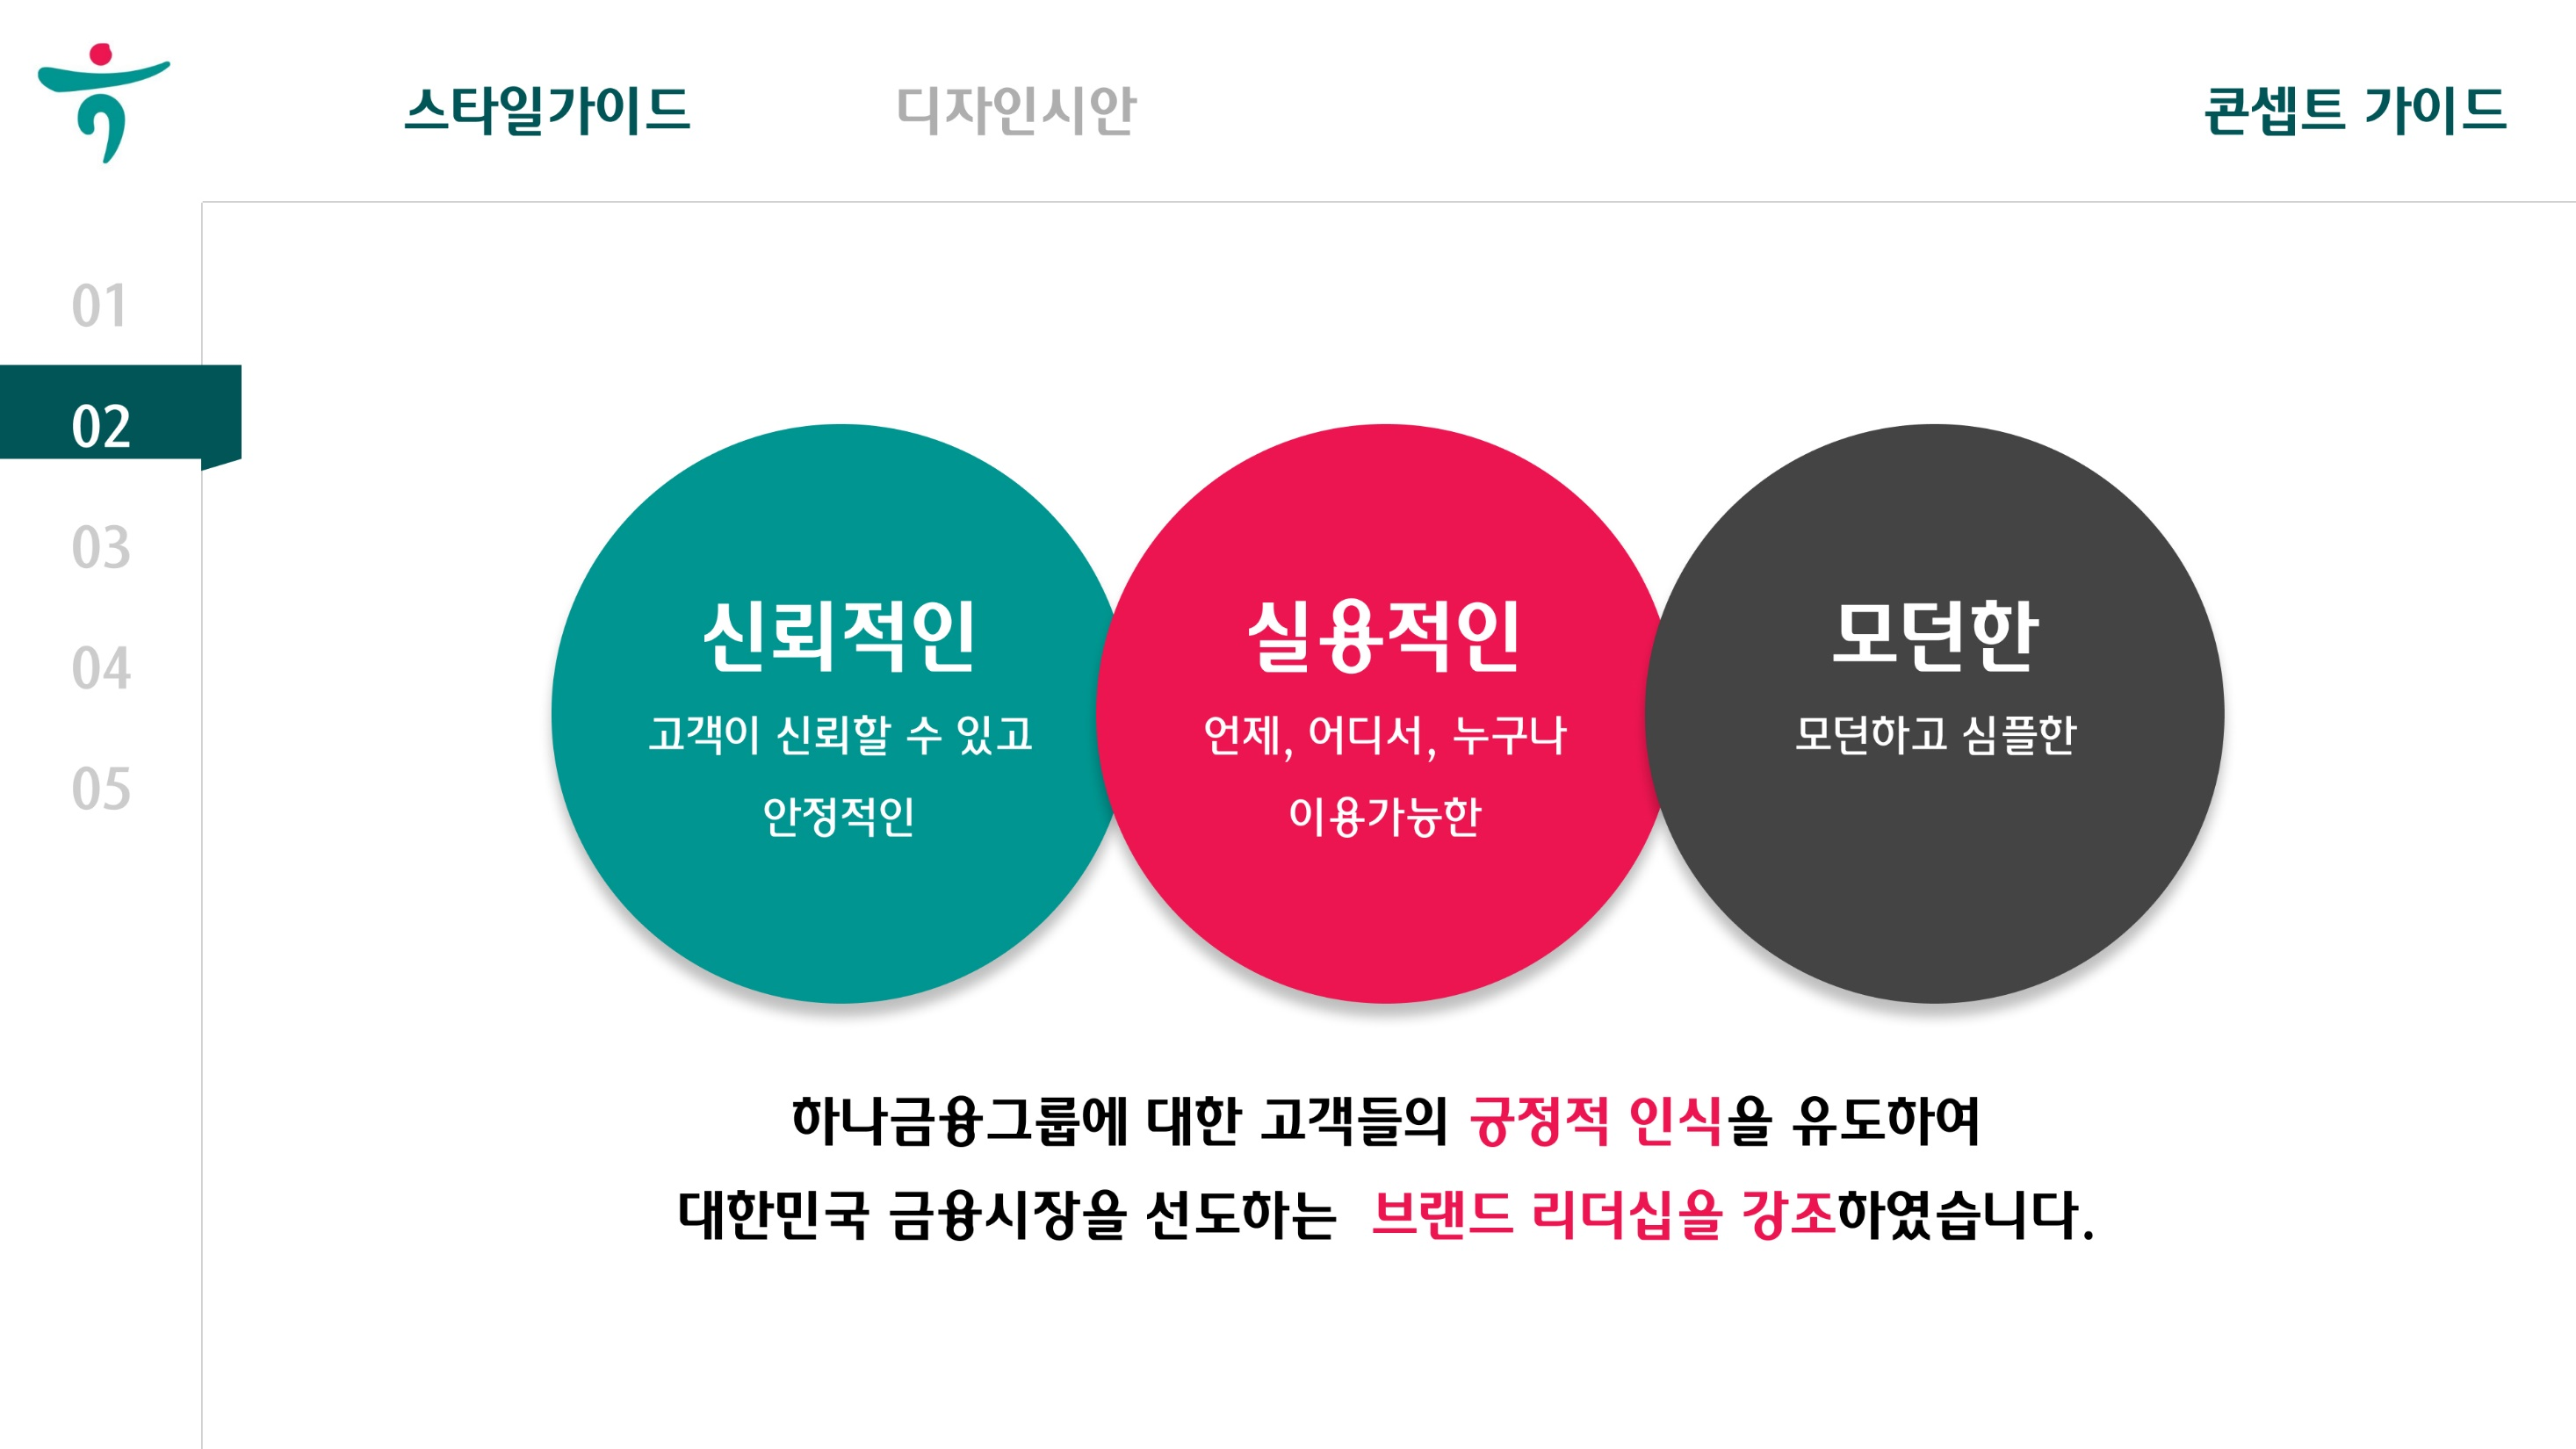 스타일가이드
디자인시안
콘셉트 가이드
01
02
03
04
05
신뢰적인
고객이 신뢰할 수 있고
안정적인
실용적인
언제, 어디서, 누구나
이용가능한
모던한
모던하고 심플한
하나금융그룹에 대한 고객들의 긍정적 인식을 유도하여
대한민국 금융시장을 선도하는 브랜드 리더십을 강조하였습니다.